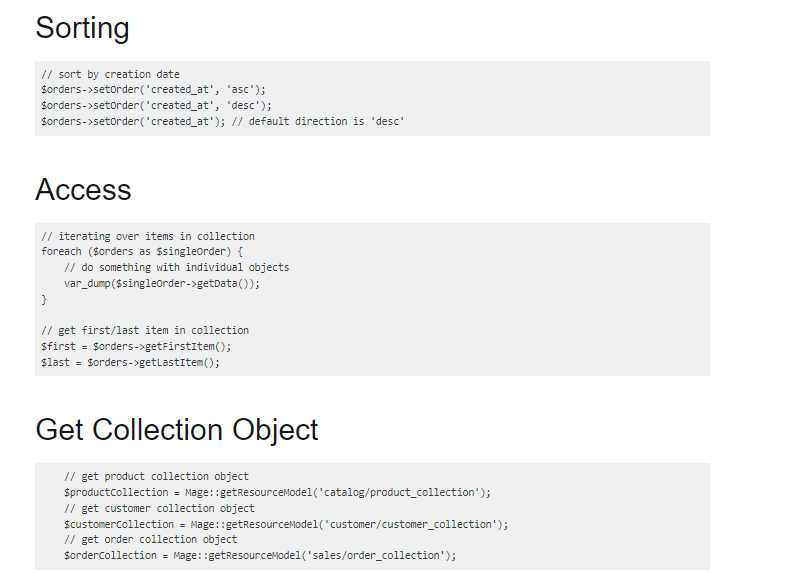 Sorting
// sort by creation date
$orders->setOrder('created_at', 'asc');
$orders->setOrder('created_at', 'desc');
$orders->setOrder('created_at'); // default direction is 'desc'
Access
// iterating over items in collection
foreach ($orders as $singleOrder) {
    // do something with individual objects
    var_dump($singleOrder->getData());
}
// get first/last item in collection
$first = $orders->getFirstItem();
$last = $orders->getLastItem();
Get Collection Object
    // get product collection object
    $productCollection = Mage::getResourceModel('catalog/product_collection');
    // get customer collection object
    $customerCollection = Mage::getResourceModel('customer/customer_collection');
    // get order collection object
    $orderCollection = Mage::getResourceModel('sales/order_collection');